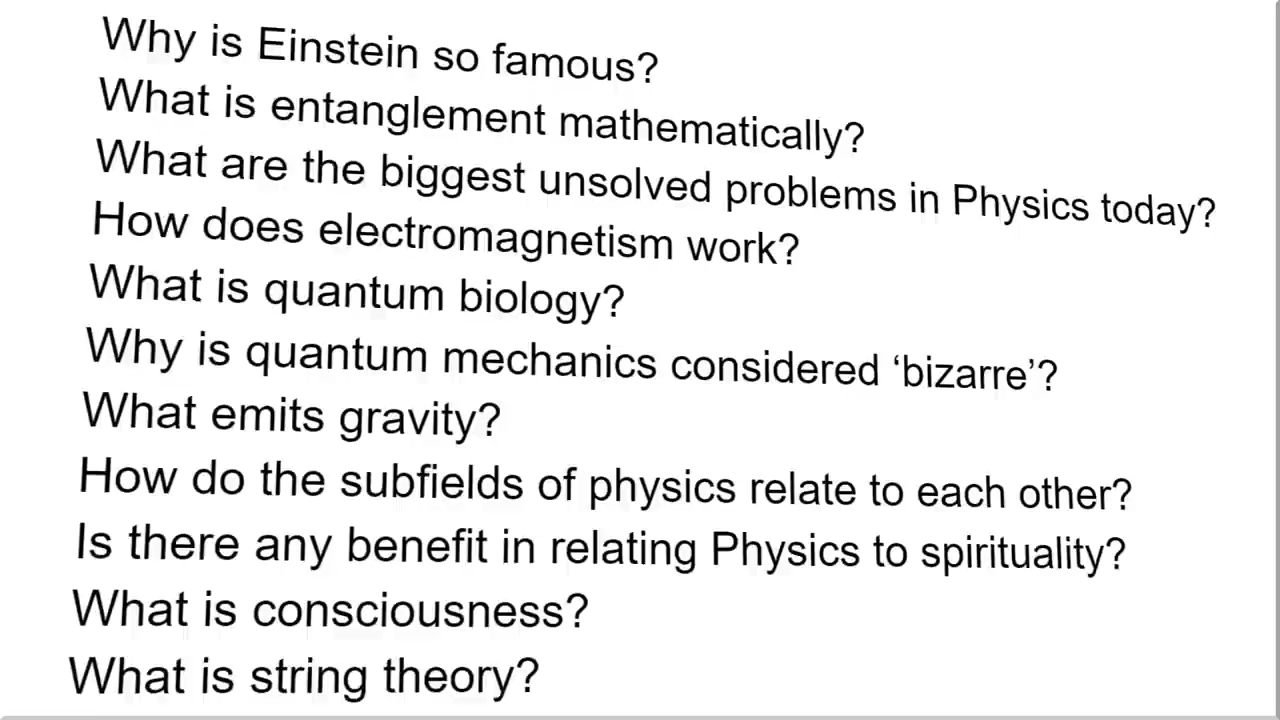 Why is Einstein so famous?
What is entanglement mathematically?
What are the biggest unsolved problems in Physics today?
How does electromagnetism work?
What is quantum biology?
Why is quantum mechanics considered ‘bizarre’?
What emits gravity?
How do the subfields of physics relate to each other?
Is there any benefit in relating Physics to spirituality?
What is consciousness?
What is string theory?